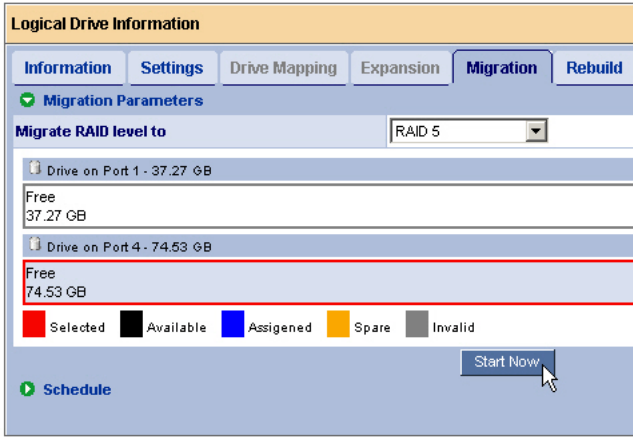 Logical Drive Information
Information Settings Drive Mapping Expansion Migration Rebuild
Migration Parameters
Migrate RAID level to RAID 5
Drive on Port 1 - 37.27 GB
Free
37.27 GB
Drive on Port 4 - 74.53 GB
Free
74.53 GB
Selected Available Assigened Spare Invalid
Start Now
Schedule